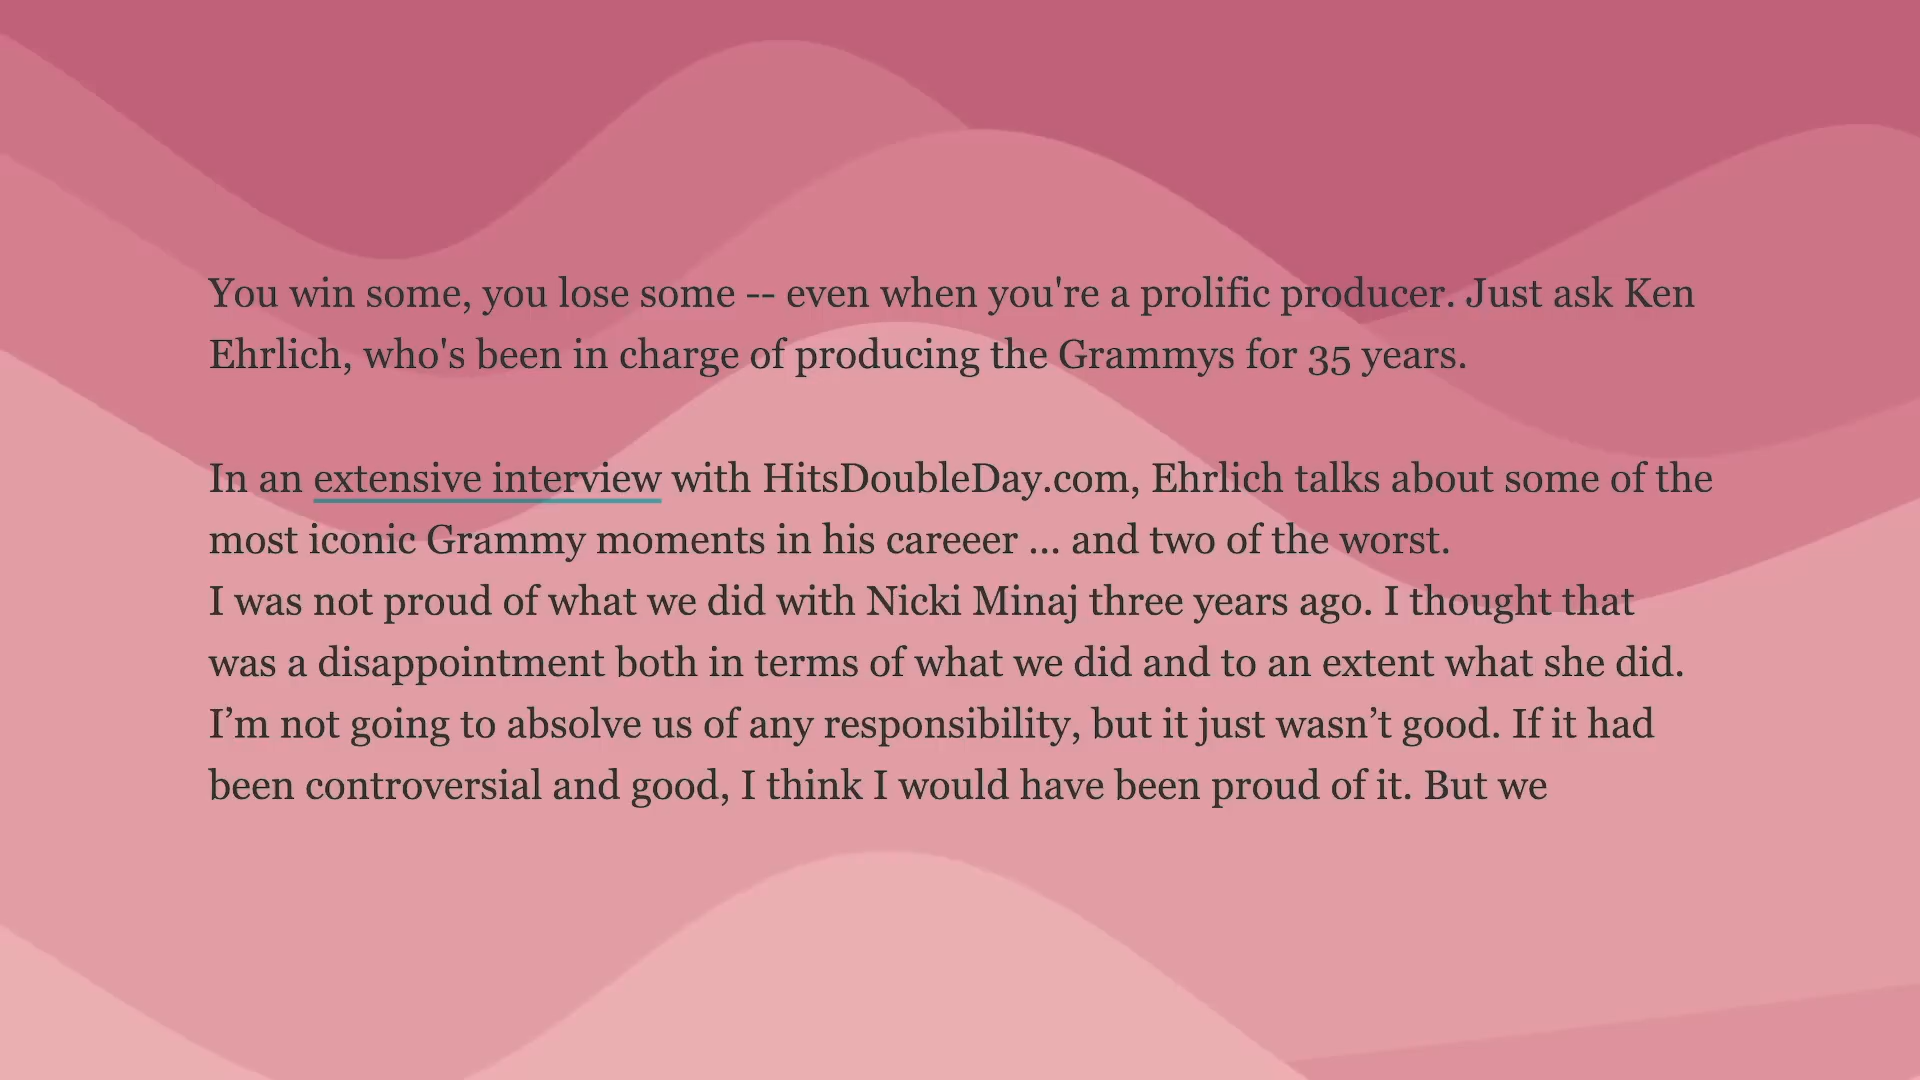 You win some, you lose some -- even when you're a prolific producer. Just ask Ken
Ehrlich, who's been in charge of producing the Grammys for 35 years.
In an extensive interview with HitsDoubleDay.com, Ehrlich talks about some of the
most iconic Grammy moments in his careeer ... and two of the worst.
I was not proud of what we did with Nicki Minaj three years ago. I thought that
was a disappointment both in terms of what we did and to an extent what she did.
I’m not going to absolve us of any responsibility, but it just wasn’t good. If it had
been controversial and good, I think I would have been proud of it. But we